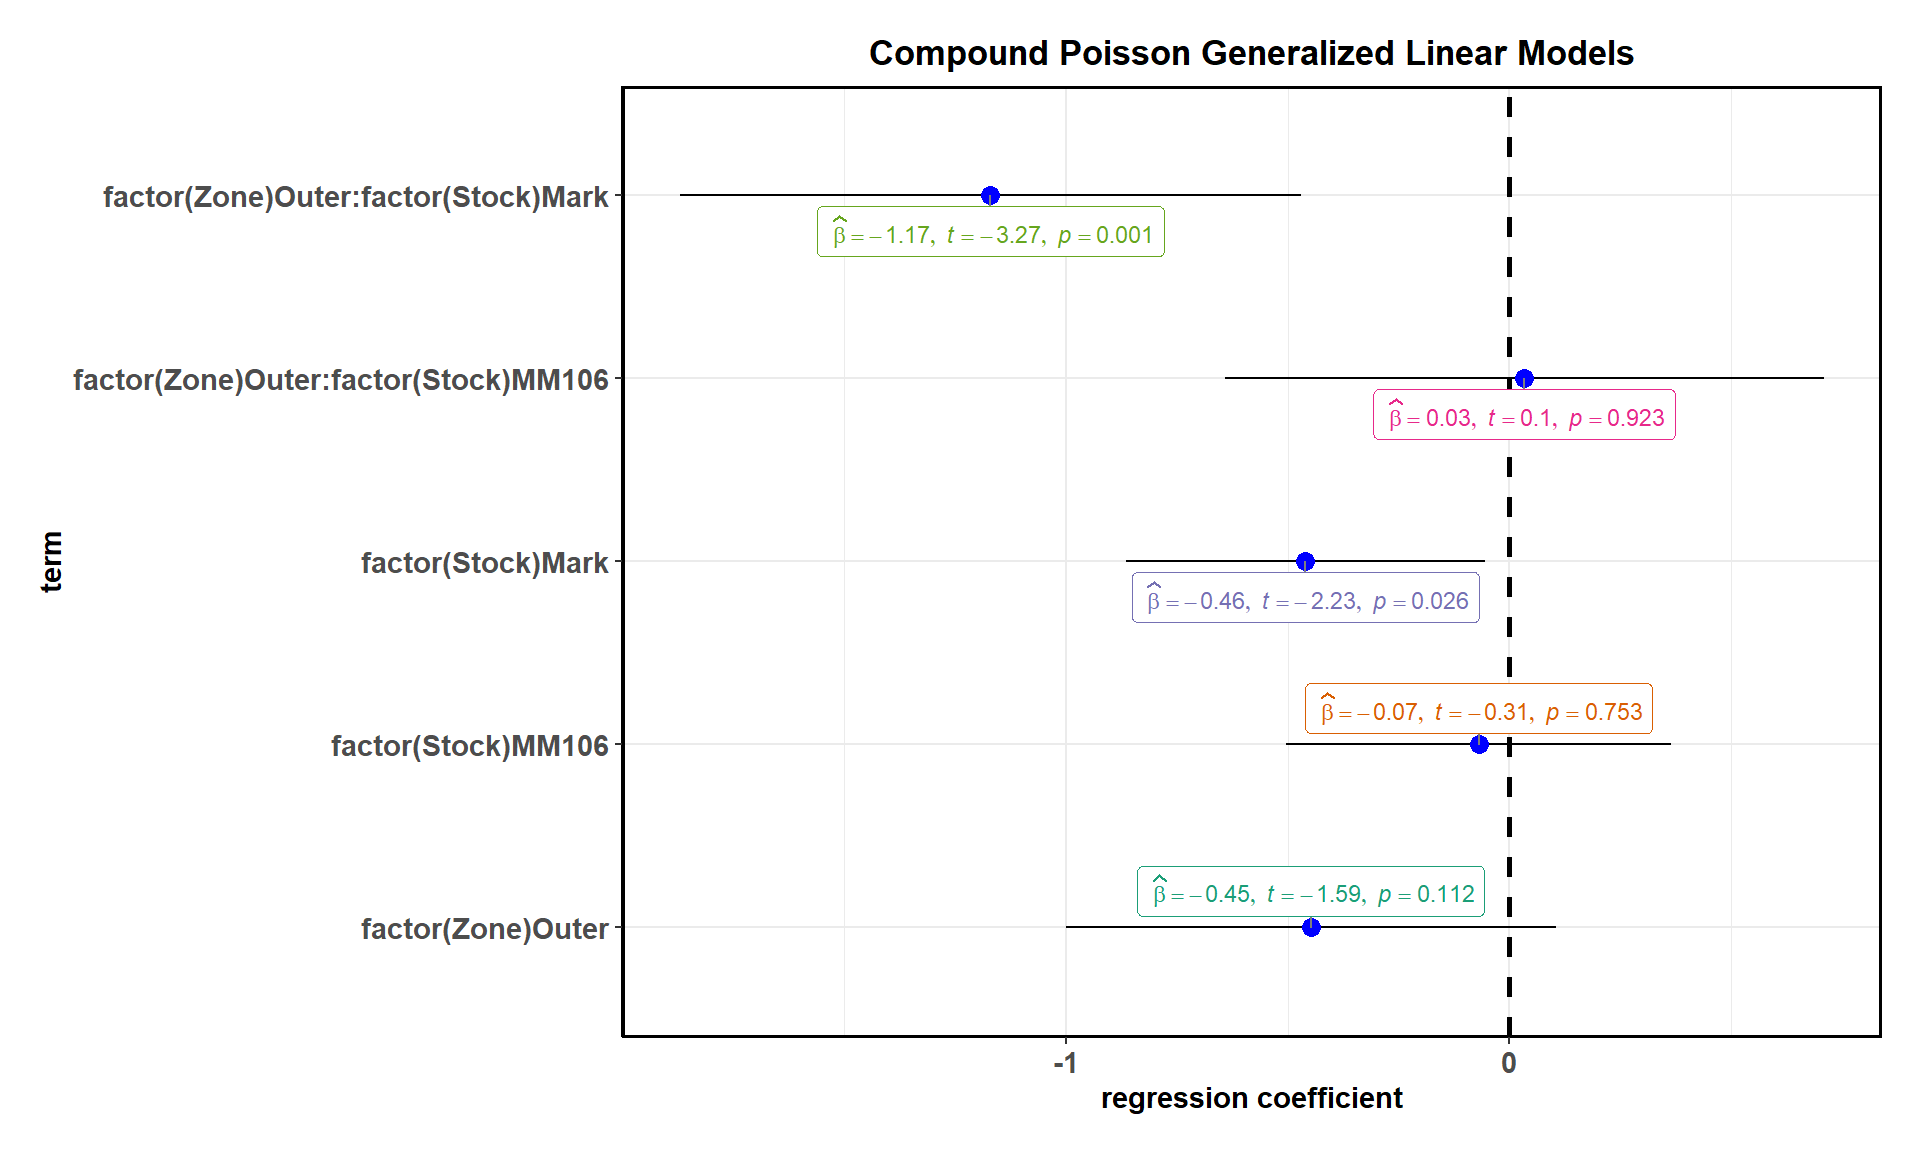 Compound Poisson Generalized Linear Models
factor(Zone)Outer:factor(Stock)Mark
β̂ = −1.17, t = −3.27, p = 0.001
factor(Zone)Outer:factor(Stock)MM106
β̂ = 0.03, t = 0.1, p = 0.923
term
factor(Stock)Mark
β̂ = −0.46, t = −2.23, p = 0.026
β̂ = −0.07, t = −0.31, p = 0.753
factor(Stock)MM106
β̂ = −0.45, t = −1.59, p = 0.112
factor(Zone)Outer
-1 0
regression coefficient